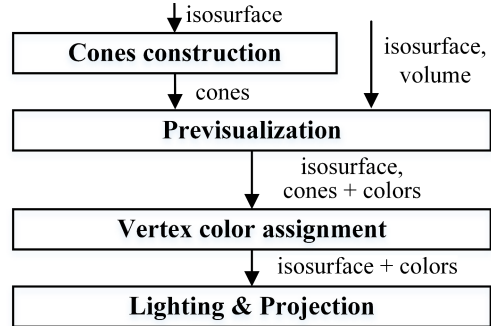 isosurface
Cones construction
isosurface,
volume
cones
Previsualization
isosurface,
cones + colors
Vertex color assignment
isosurface + colors
Lighting & Projection